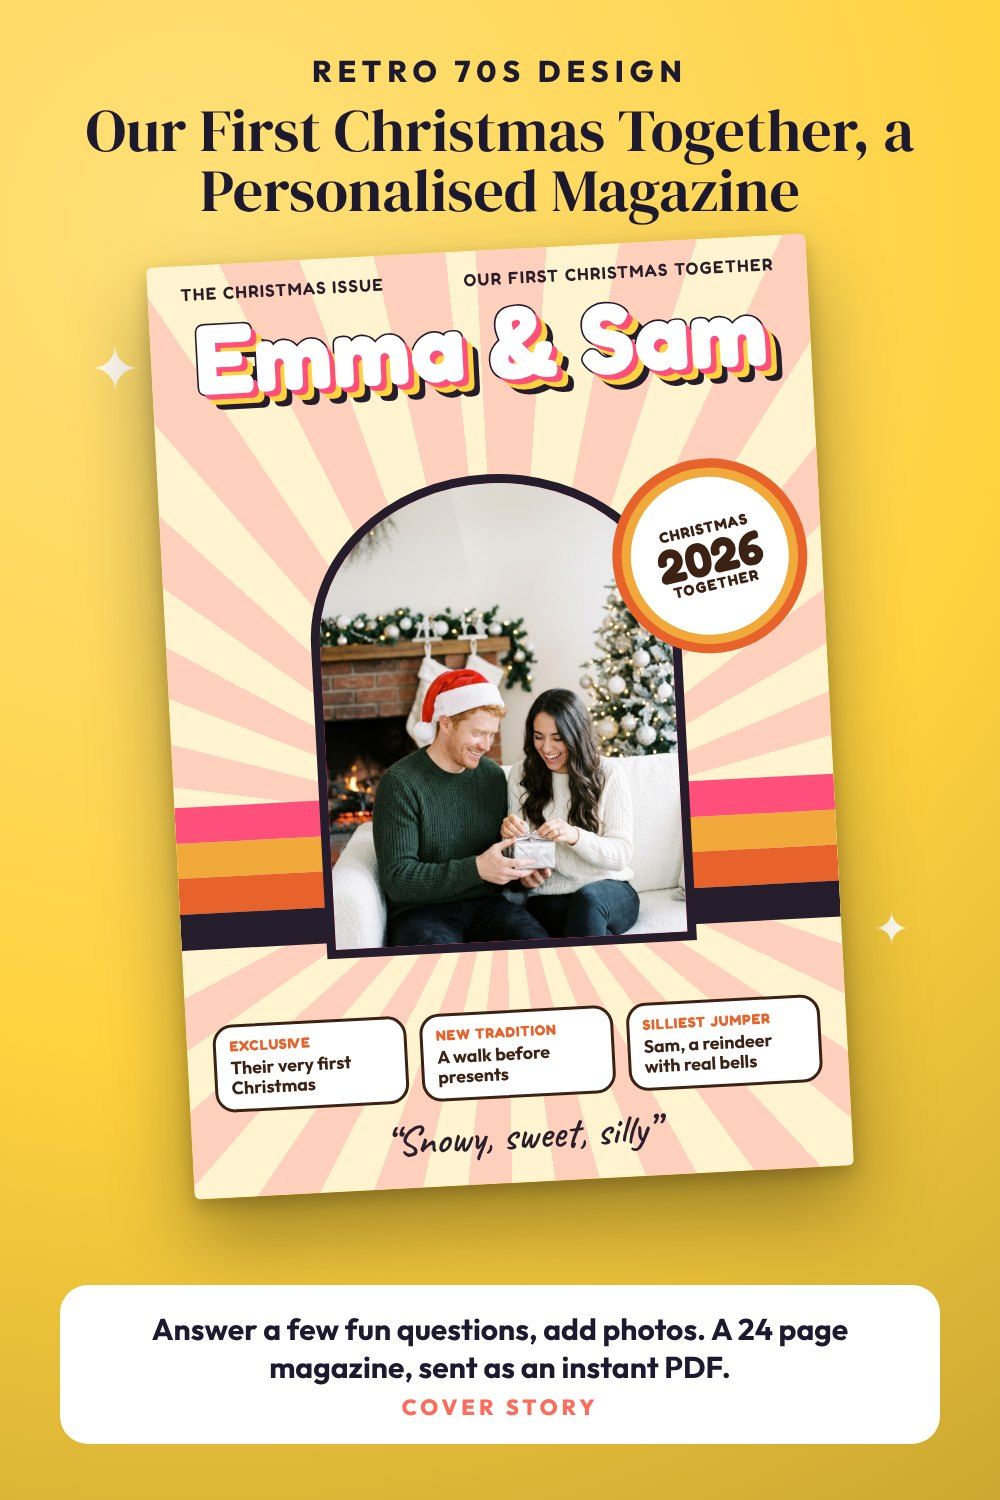 RETRO 70S DESIGN
Our First Christmas Together, a
Personalised Magazine
THE CHRISTMAS ISSUE
OUR FIRST CHRISTMAS TOGETHER
Emma & Sam
CHRISTMAS
2026
TOGETHER
EXCLUSIVE
Their very first
Christmas
NEW TRADITION
A walk before
presents
SILLIEST JUMPER
Sam, a reindeer
with real bells
“Snowy, sweet, silly”
Answer a few fun questions, add photos. A 24 page
magazine, sent as an instant PDF.
COVER STORY